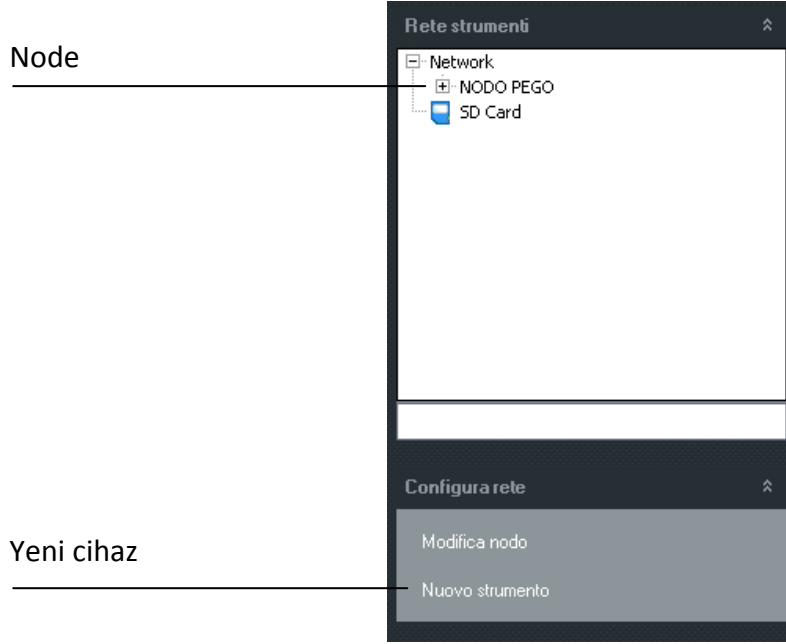 Rete strumenti
Node
Network
NODO PEGO
SD Card
Configura rete
Modifica nodo
Yeni cihaz
Nuovo strumento